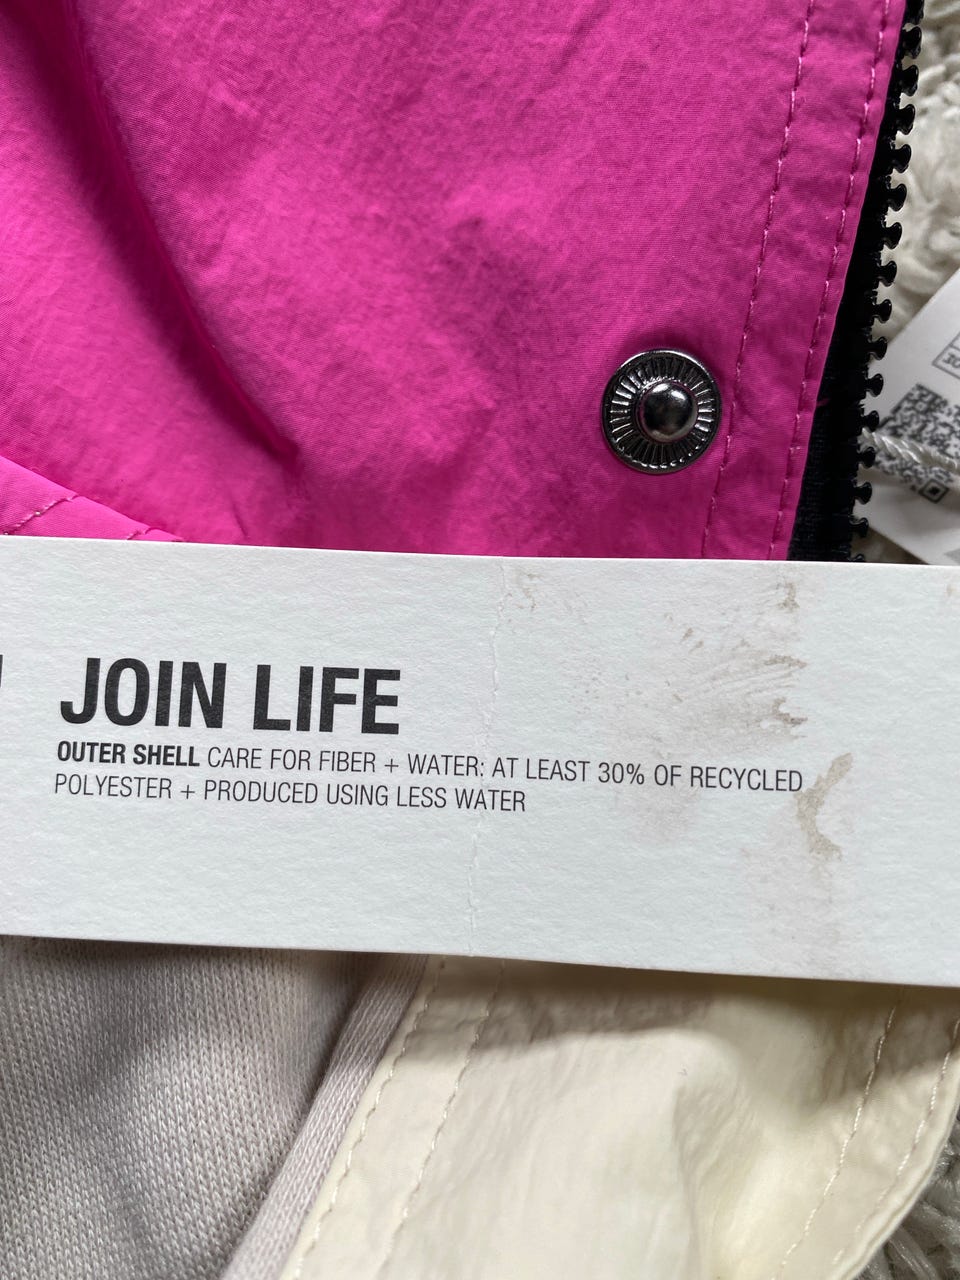 JOIN LIFE
OUTER SHELL CARE FOR FIBER + WATER: AT LEAST 30% OF RECYCLED
POLYESTER + PRODUCED USING LESS WATER